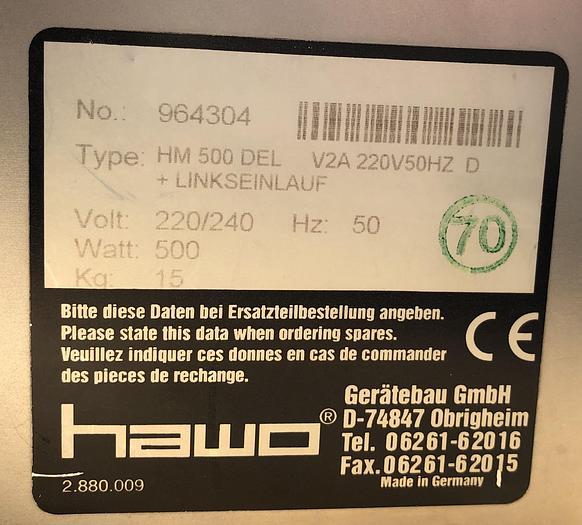 No.: 964304
Type: HM 500 DEL V2A 220V50HZ D
+ LINKSEINLAUF
Volt: 220/240 Hz: 50
70
Watt: 500
Kg: 15
Bitte diese Daten bei Ersatzteilbestellung angeben.
Please state this data when ordering spares.
Veuillez indiquer ces donnes en cas de commander
des pieces de rechange.
CE
hawo®
Gerätebau GmbH
D-74847 Obrigheim
Tel. 06261-62016
Fax. 06261-62015
Made in Germany
2.880.009